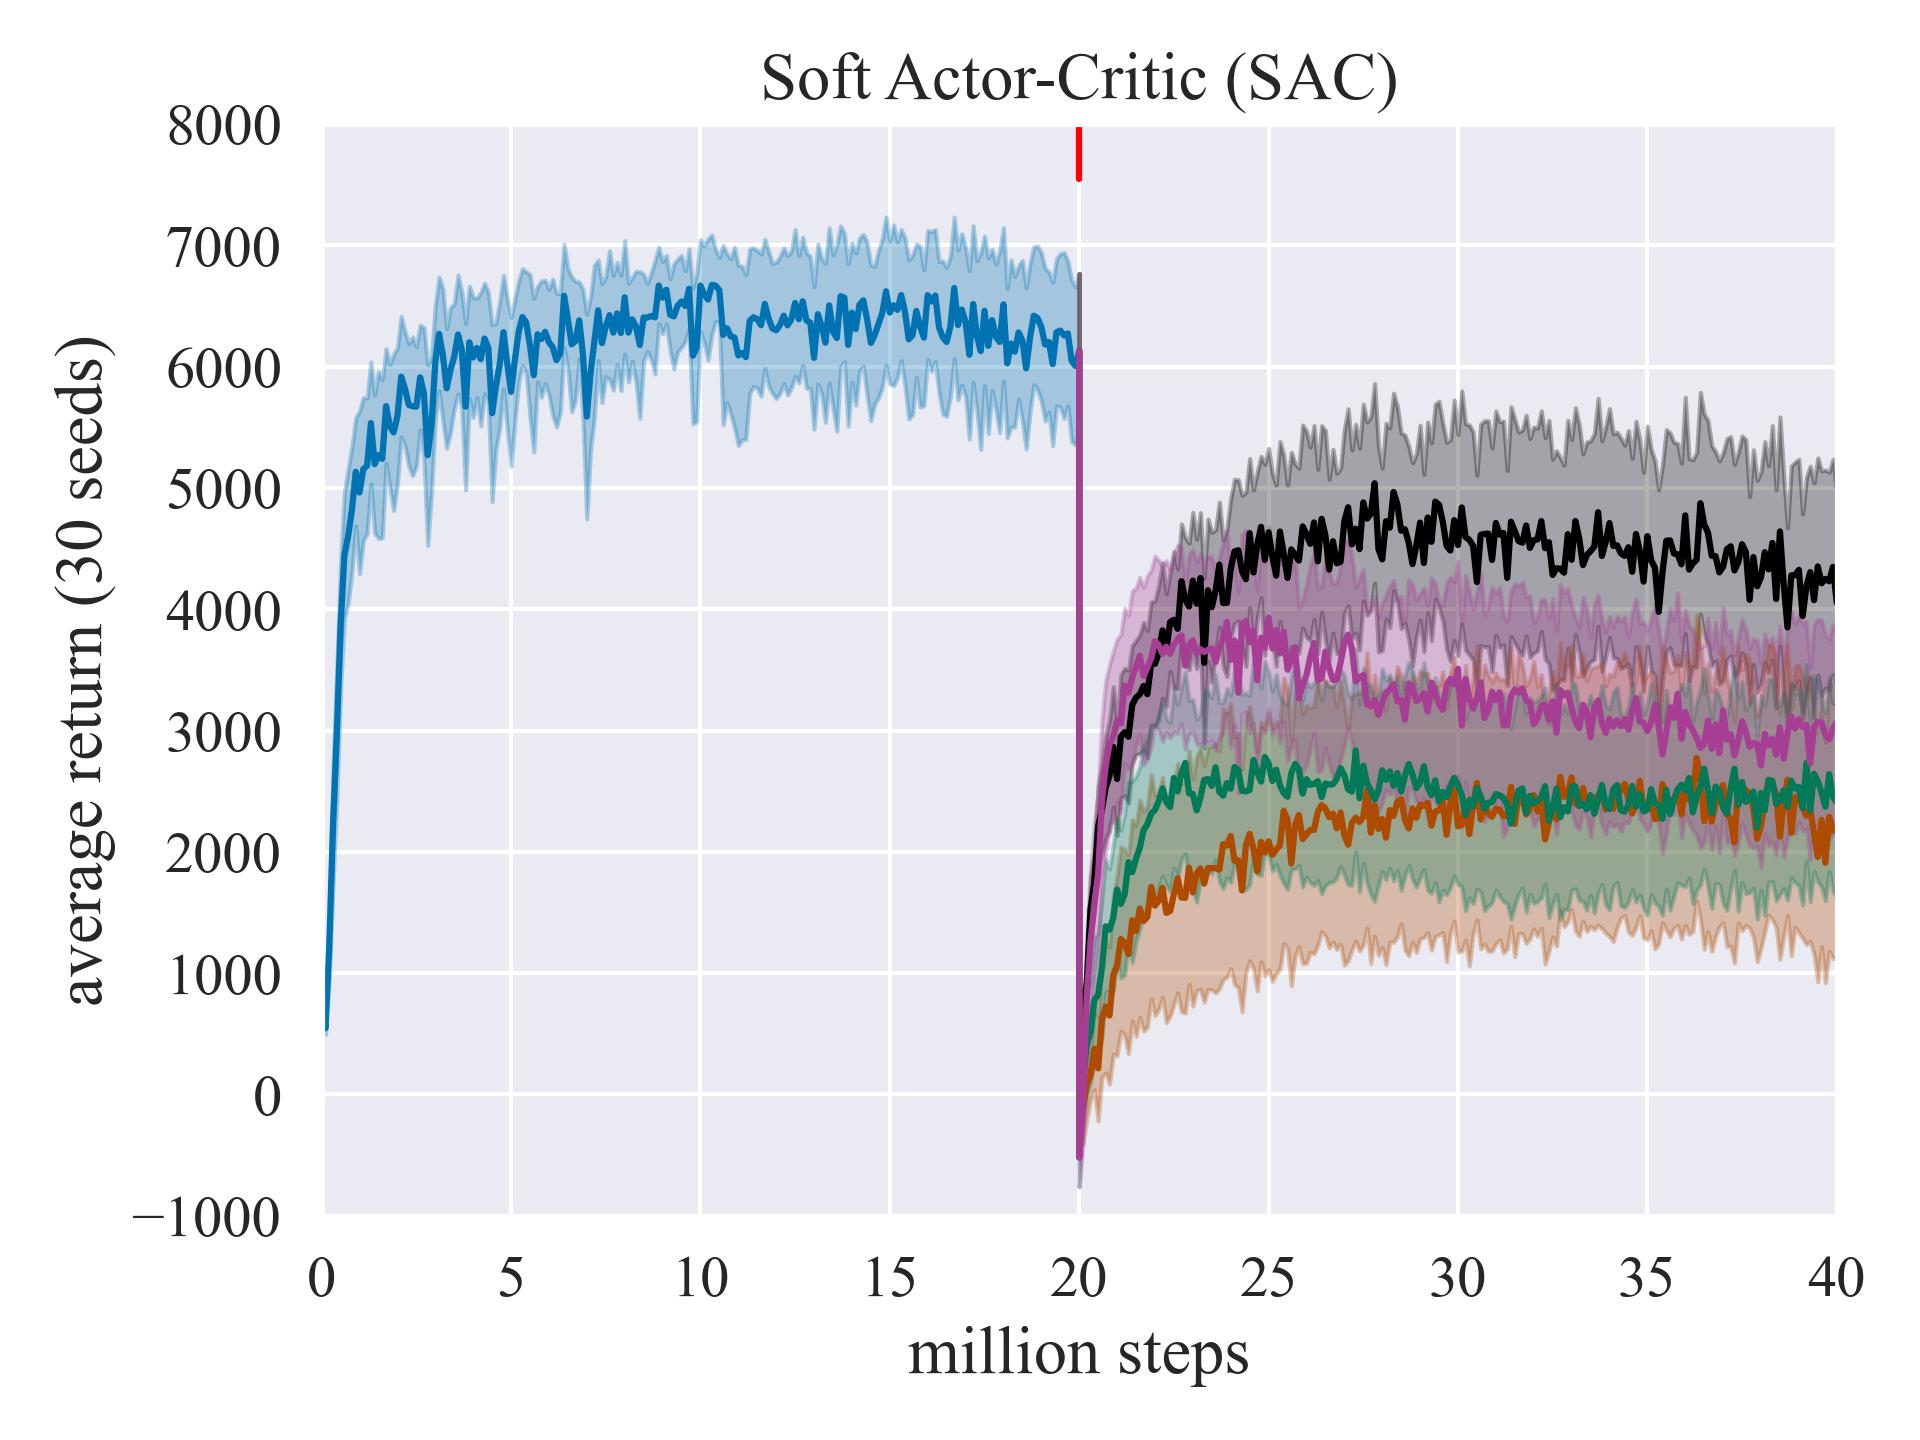 Soft Actor-Critic (SAC)
average return (30 seeds)
8000
7000
6000
5000
4000
3000
2000
1000
0
−1000
0 5 10 15 20 25 30 35 40
million steps